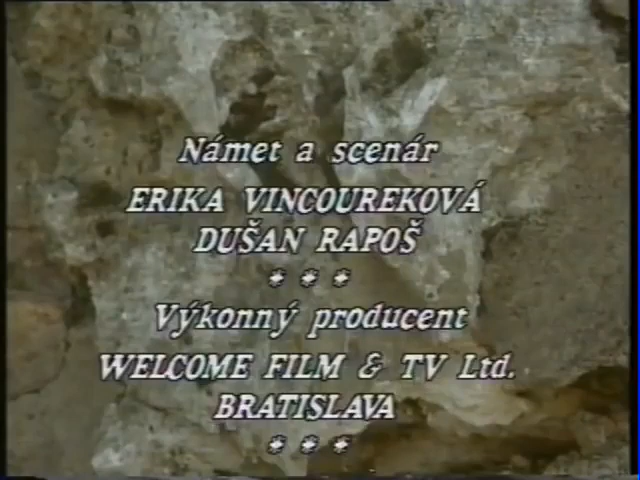 Námet a scenár
ERIKA VINCOUREKOVÁ
DUŠAN RAPOŠ
* * *
Výkonný producent
WELCOME FILM & TV Ltd.
BRATISLAVA
* * *